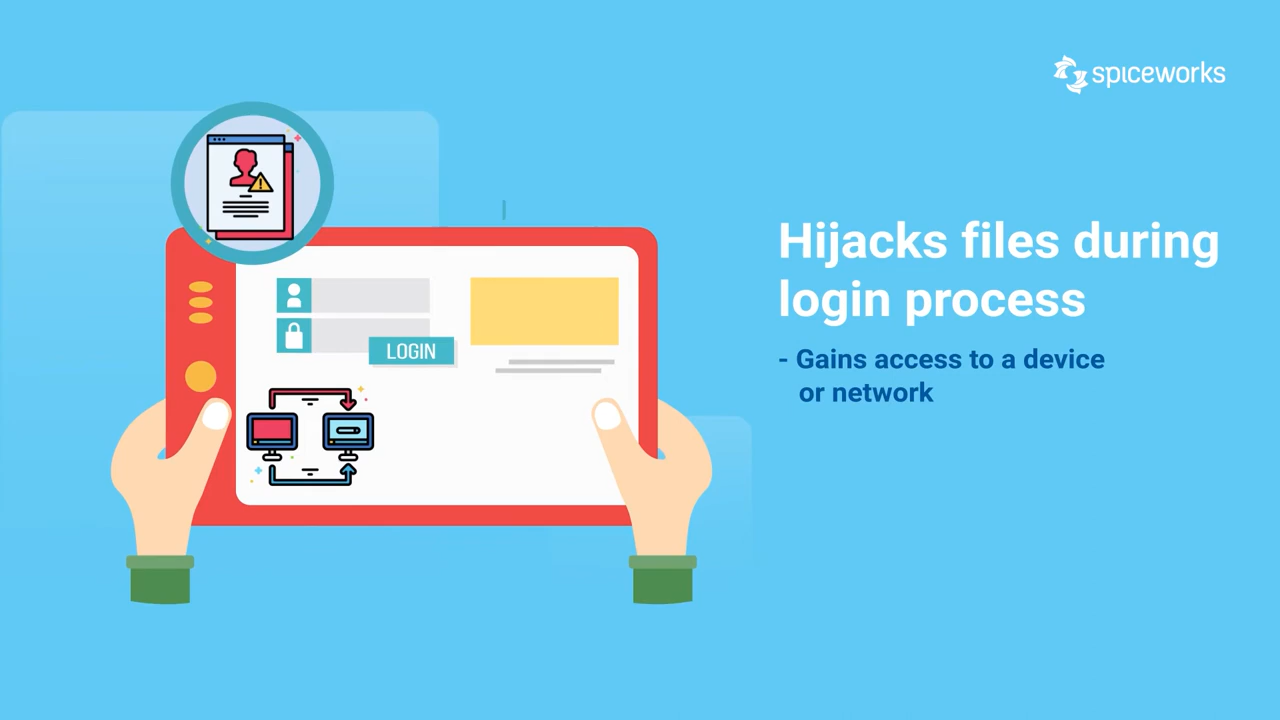 spiceworks
Hijacks files during
login process
- Gains access to a device
or network
LOGIN